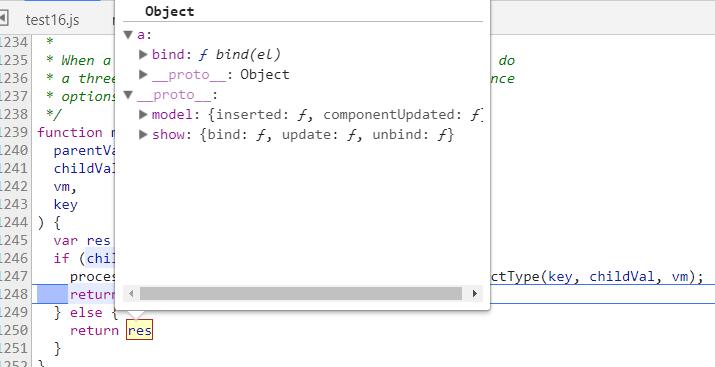 test16.js
Object
▼a:
▶bind: ƒ bind(el)
▶__proto__: Object
▼__proto__:
▶model: {inserted: ƒ, componentUpdated: ƒ}
▶show: {bind: ƒ, update: ƒ, unbind: ƒ}
1234 *
1235 * When a do
1236 * a three nce
1237 * option
1238 */
1239 function
1240 parentVa
1241 childVal
1242 vm,
1243 key
1244 ) {
1245 var res
1246 if (chil
1247 proces ctType(key, childVal, vm);
1248 return
1249 } else {
1250 return res
1251 }
1252 }